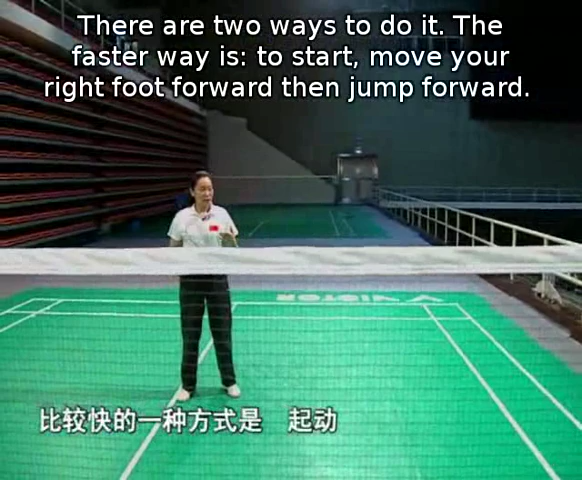 There are two ways to do it. The
faster way is: to start, move your
right foot forward then jump forward.
VICTOR
比较快的一种方式是 起动